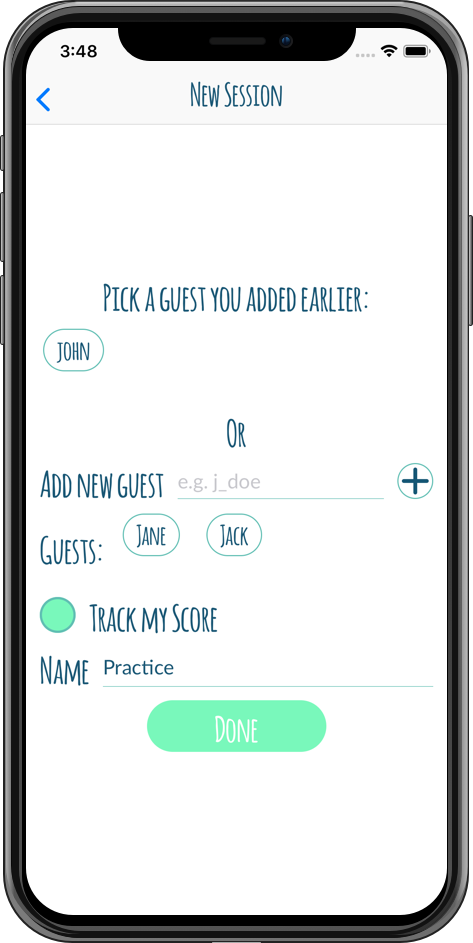 3:48
New Session
Pick a guest you added earlier:
john
Or
Add new guest e.g. j_doe
Guests: Jane Jack
Track my Score
Name Practice
Done